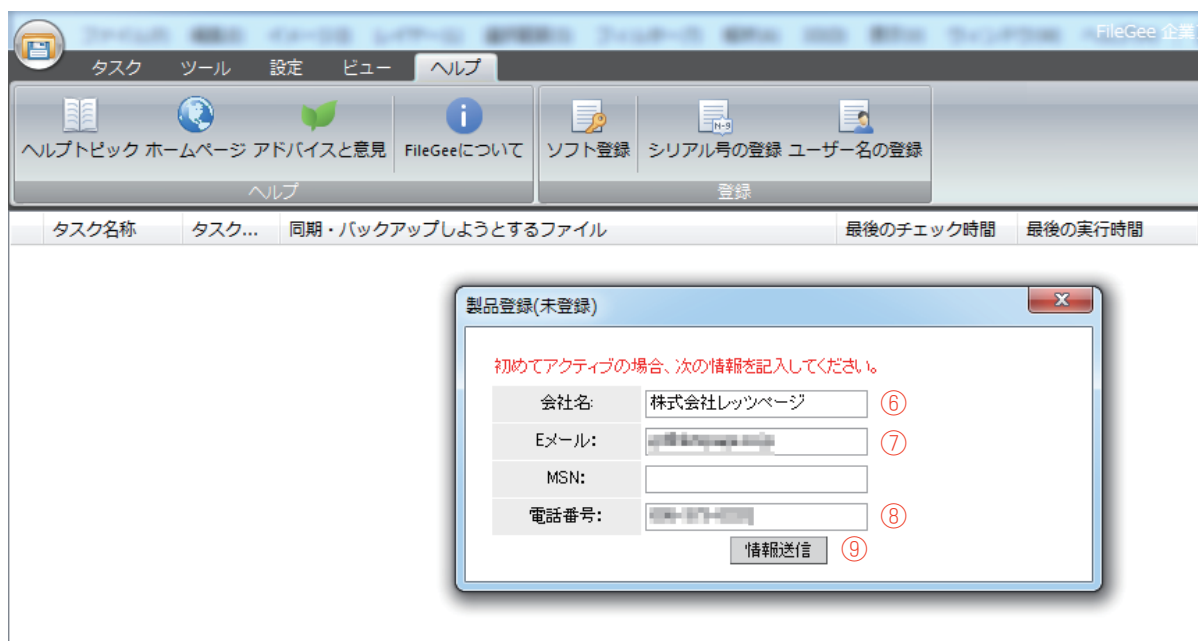 FileGee 企業
タスク ツール 設定 ビュー ヘルプ
ヘルプトピック ホームページ アドバイスと意見 FileGeeについて ソフト登録 シリアル号の登録 ユーザー名の登録
N-9
ヘルプ 登録
タスク名称 タスク... 同期・バックアップしようとするファイル 最後のチェック時間 最後の実行時間
製品登録(未登録)
初めてアクティブの場合、次の情報を記入してください。
会社名: 株式会社レッツページ ⑥
Eメール: ⑦
MSN:
電話番号: ⑧
情報送信 ⑨